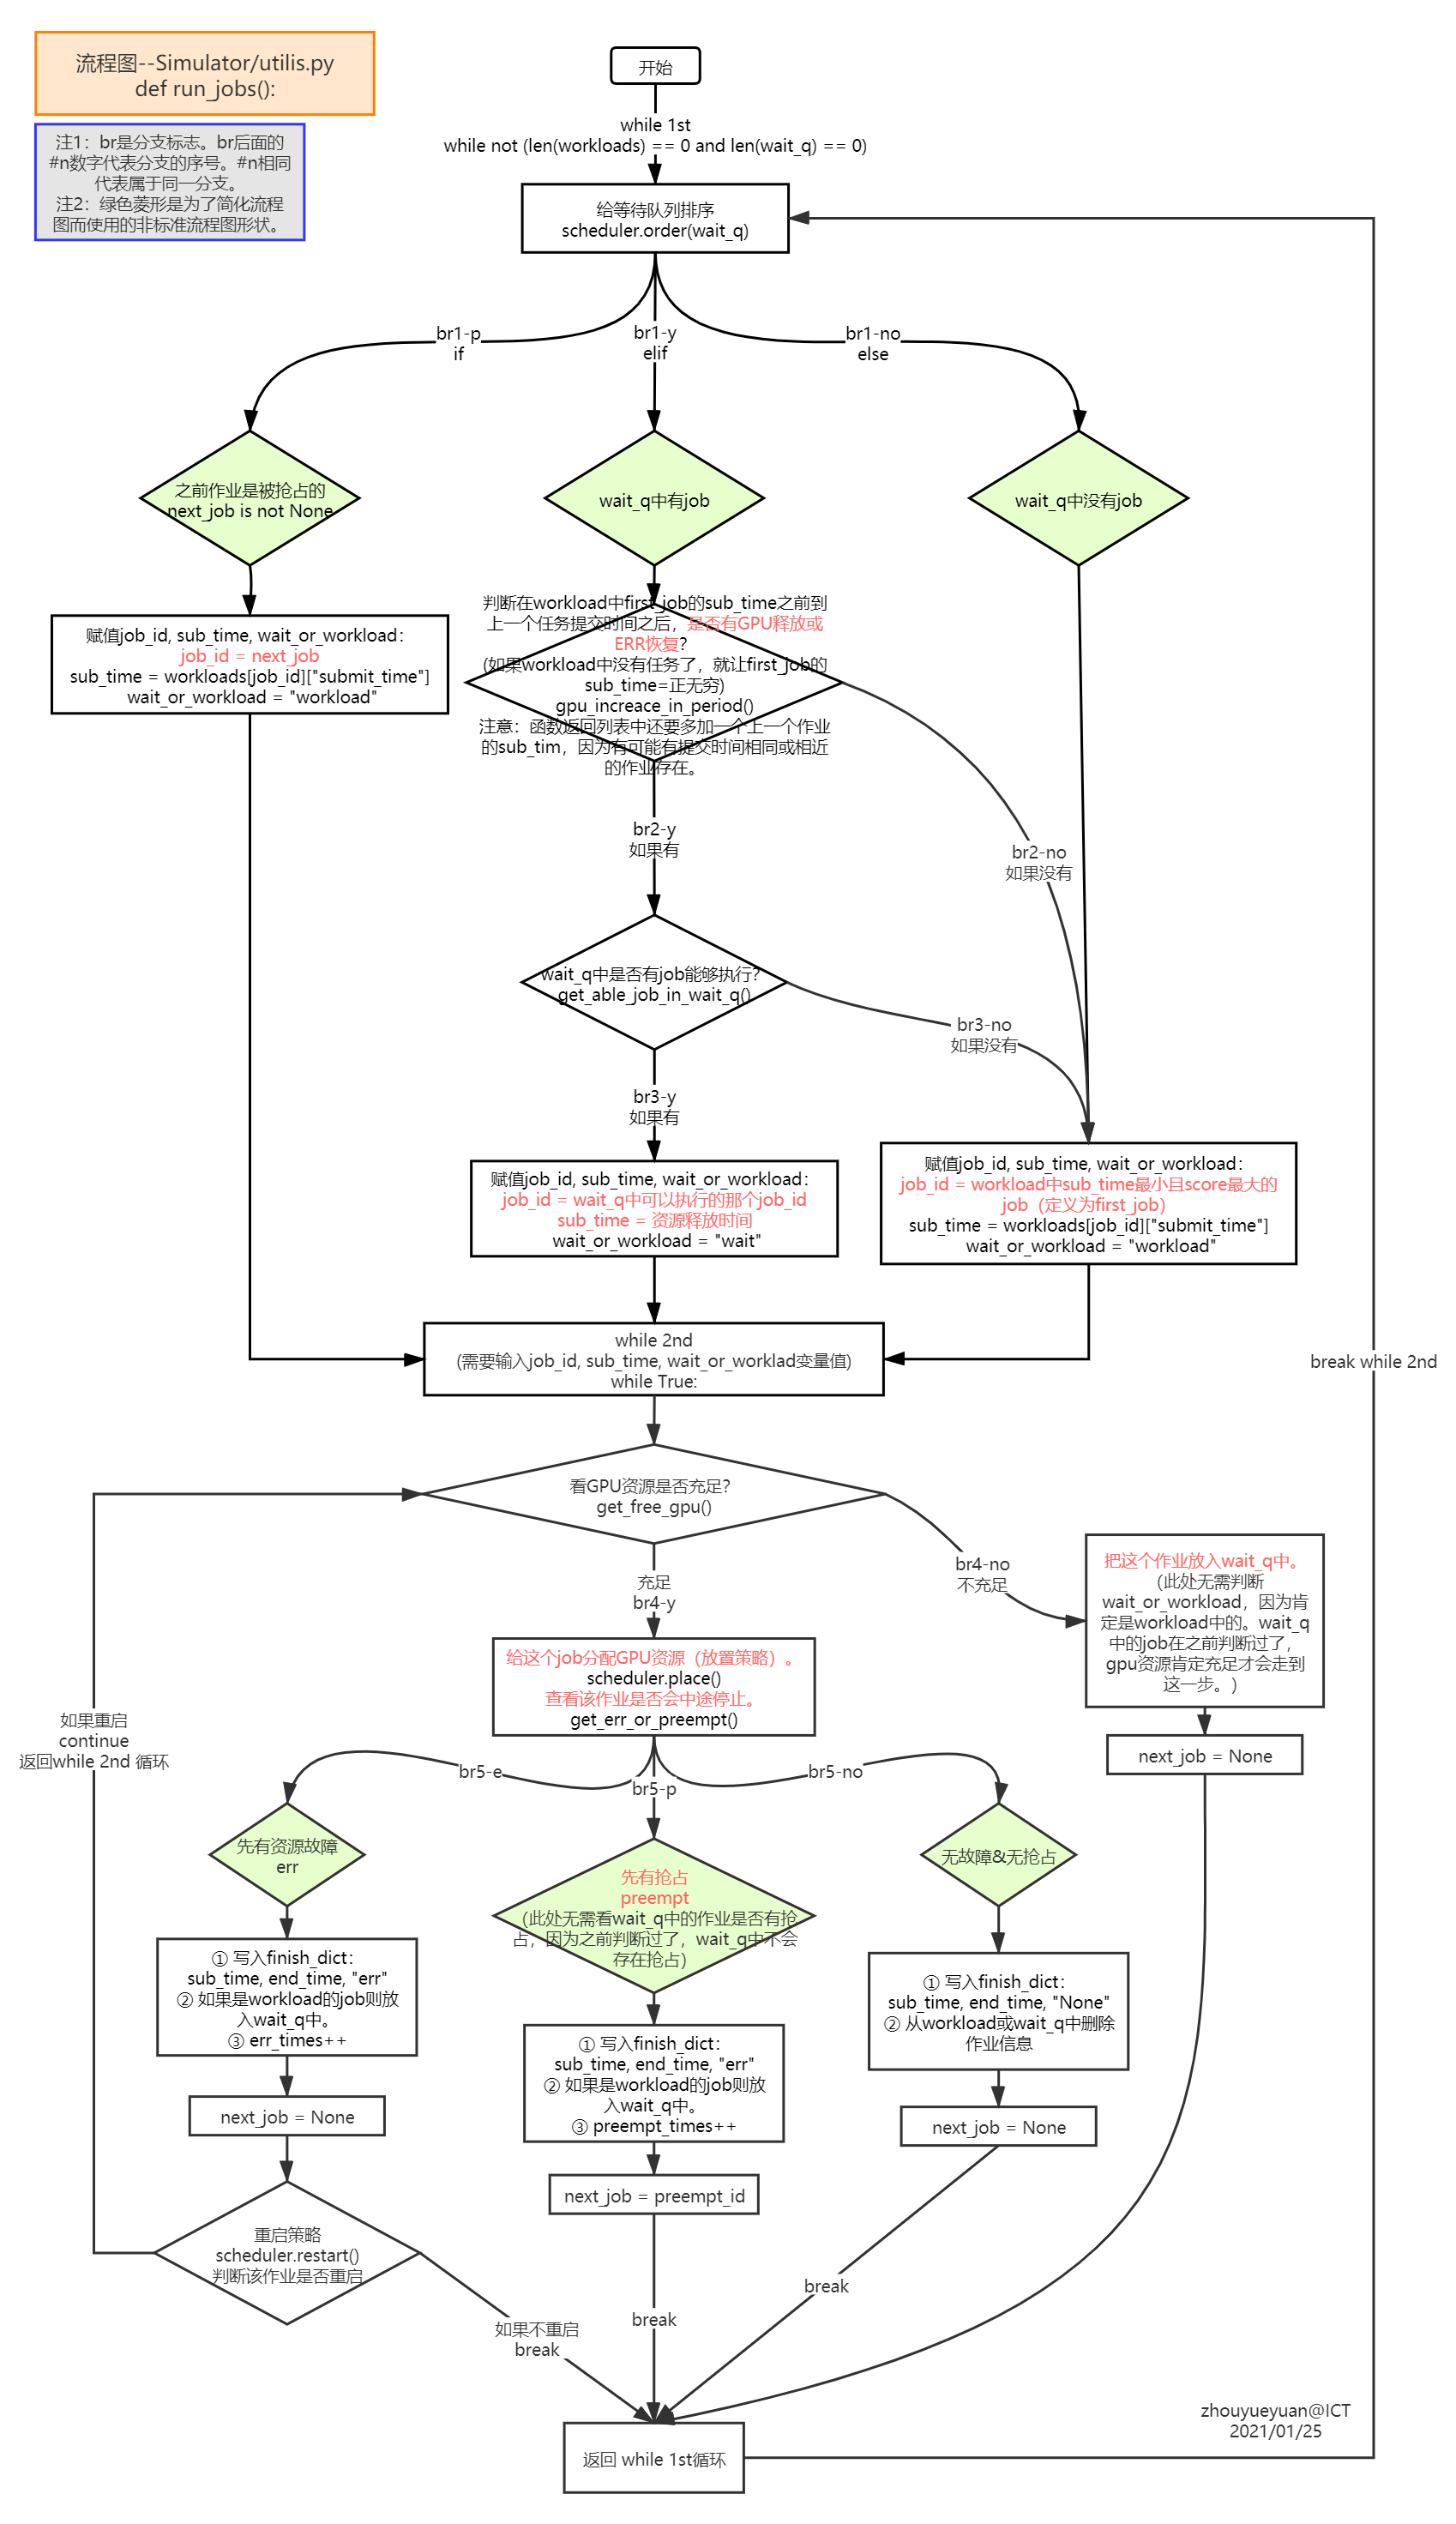 流程图--Simulator/utilis.py
def run_jobs():
注1：br是分支标志。br后面的
#n数字代表分支的序号。#n相同
代表属于同一分支。
注2：绿色菱形是为了简化流程
图而使用的非标准流程图形状。
开始
while 1st
while not (len(workloads) == 0 and len(wait_q) == 0)
给等待队列排序
scheduler.order(wait_q)
br1-p
if
br1-y
elif
br1-no
else
之前作业是被抢占的
next_job is not None
wait_q中有job
wait_q中没有job
赋值job_id, sub_time, wait_or_workload：
job_id = next_job
sub_time = workloads[job_id]["submit_time"]
wait_or_workload = "workload"
判断在workload中first_job的sub_time之前到
上一个任务提交时间之后，是否有GPU释放或
ERR恢复？
(如果workload中没有任务了，就让first_job的
sub_time=正无穷)
gpu_increace_in_period()
注意：函数返回列表中还要多加一个上一个作业
的sub_tim，因为有可能有提交时间相同或相近
的作业存在。
br2-y
如果有
br2-no
如果没有
wait_q中是否有job能够执行？
get_able_job_in_wait_q()
br3-no
如果没有
br3-y
如果有
赋值job_id, sub_time, wait_or_workload：
job_id = wait_q中可以执行的那个job_id
sub_time = 资源释放时间
wait_or_workload = "wait"
赋值job_id, sub_time, wait_or_workload：
job_id = workload中sub_time最小且score最大的
job（定义为first_job）
sub_time = workloads[job_id]["submit_time"]
wait_or_workload = "workload"
while 2nd
(需要输入job_id, sub_time, wait_or_worklad变量值)
while True:
break while 2nd
看GPU资源是否充足？
get_free_gpu()
充足
br4-y
br4-no
不充足
把这个作业放入wait_q中。
（此处无需判断
wait_or_workload，因为肯
定是workload中的。wait_q
中的job在之前判断过了，
gpu资源肯定充足才会走到
这一步。）
next_job = None
给这个job分配GPU资源（放置策略）。
scheduler.place()
查看该作业是否会中途停止。
get_err_or_preempt()
如果重启
continue
返回while 2nd 循环
br5-e
br5-p
br5-no
先有资源故障
err
先有抢占
preempt
（此处无需看wait_q中的作业是否有抢
占，因为之前判断过了，wait_q中不会
存在抢占）
无故障&无抢占
① 写入finish_dict：
sub_time, end_time, "err"
② 如果是workload的job则放
入wait_q中。
③ err_times++
① 写入finish_dict：
sub_time, end_time, "err"
② 如果是workload的job则放
入wait_q中。
③ preempt_times++
① 写入finish_dict：
sub_time, end_time, "None"
② 从workload或wait_q中删除
作业信息
next_job = None
next_job = preempt_id
next_job = None
重启策略
scheduler.restart()
判断该作业是否重启
如果不重启
break
break
break
返回 while 1st循环
zhouyueyuan@ICT
2021/01/25